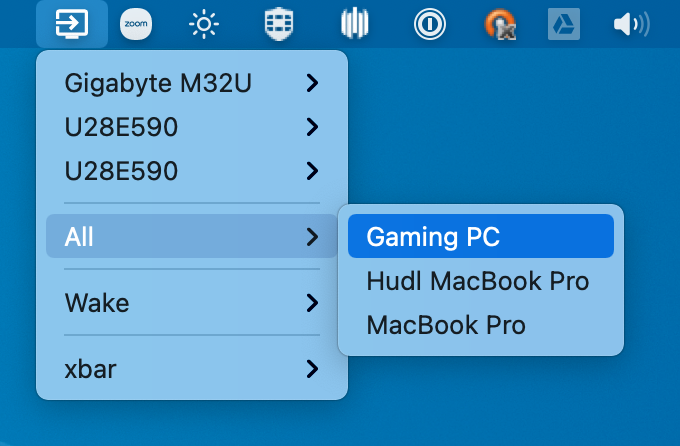 zoom
Gigabyte M32U
U28E590
U28E590
All
Gaming PC
Hudl MacBook Pro
MacBook Pro
Wake
xbar